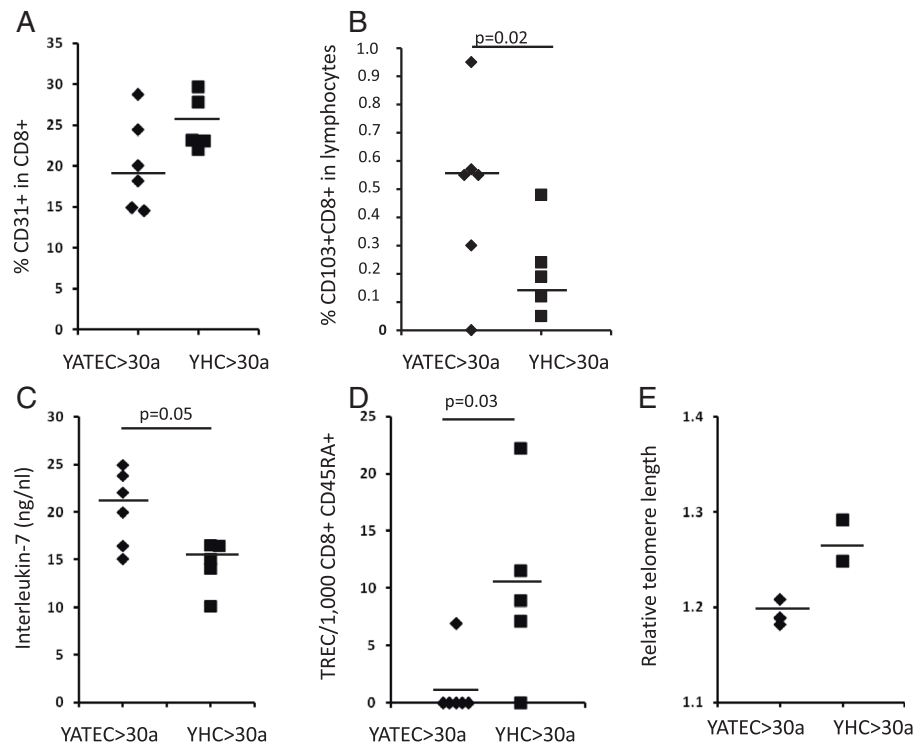 A
% CD31+ in CD8+
35
30
25
20
15
10
5
0
YATEC>30a YHC>30a
B
p=0.02
% CD103+CD8+ in lymphocytes
1.0
0.9
0.8
0.7
0.6
0.5
0.4
0.3
0.2
0.1
0
YATEC>30a YHC>30a
C
p=0.05
Interleukin-7 (ng/nl)
30
25
20
15
10
5
0
YATEC>30a YHC>30a
D
p=0.03
TREC/1,000 CD8+ CD45RA+
25
20
15
10
5
0
YATEC>30a YHC>30a
E
Relative telomere length
1.4
1.3
1.2
1.1
YATEC>30a YHC>30a